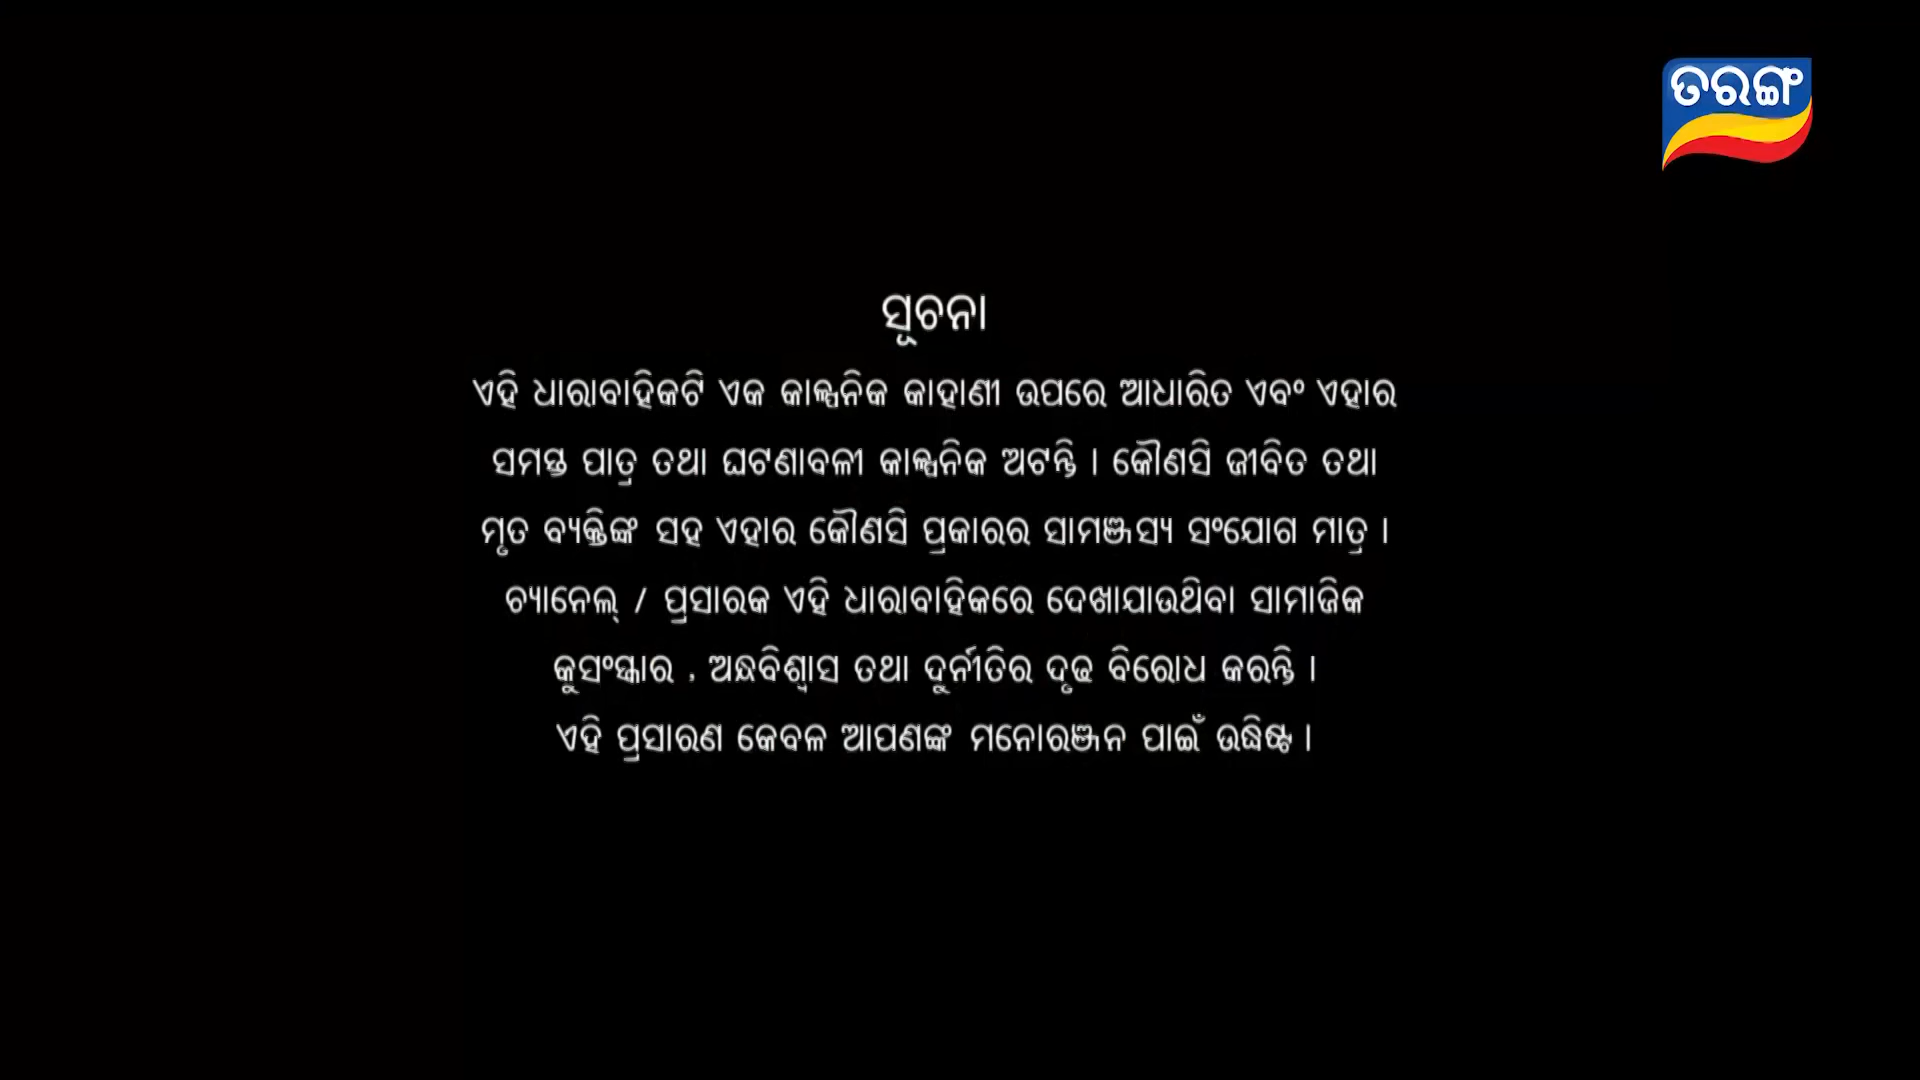 ତରଙ୍ଗ
ସୂଚନା
ଏହି ଧାରାବାହିକଟି ଏକ କାଳ୍ପନିକ କାହାଣୀ ଉପରେ ଆଧାରିତ ଏବଂ ଏହାର
ସମସ୍ତ ପାତ୍ର ତଥା ଘଟଣାବଳୀ କାଳ୍ପନିକ ଅଟନ୍ତି । କୌଣସି ଜୀବିତ ତଥା
ମୃତ ବ୍ୟକ୍ତିଙ୍କ ସହ ଏହାର କୌଣସି ପ୍ରକାରର ସାମଞ୍ଜସ୍ୟ ସଂଯୋଗ ମାତ୍ର ।
ଚ୍ୟାନେଲ୍ / ପ୍ରସାରକ ଏହି ଧାରାବାହିକରେ ଦେଖାଯାଉଥିବା ସାମାଜିକ
କୁସଂସ୍କାର , ଅନ୍ଧବିଶ୍ୱାସ ତଥା ଦୁର୍ନୀତିର ଦୃଢ ବିରୋଧ କରନ୍ତି ।
ଏହି ପ୍ରସାରଣ କେବଳ ଆପଣଙ୍କ ମନୋରଞ୍ଜନ ପାଇଁ ଉଦ୍ଧିଷ୍ଟ ।